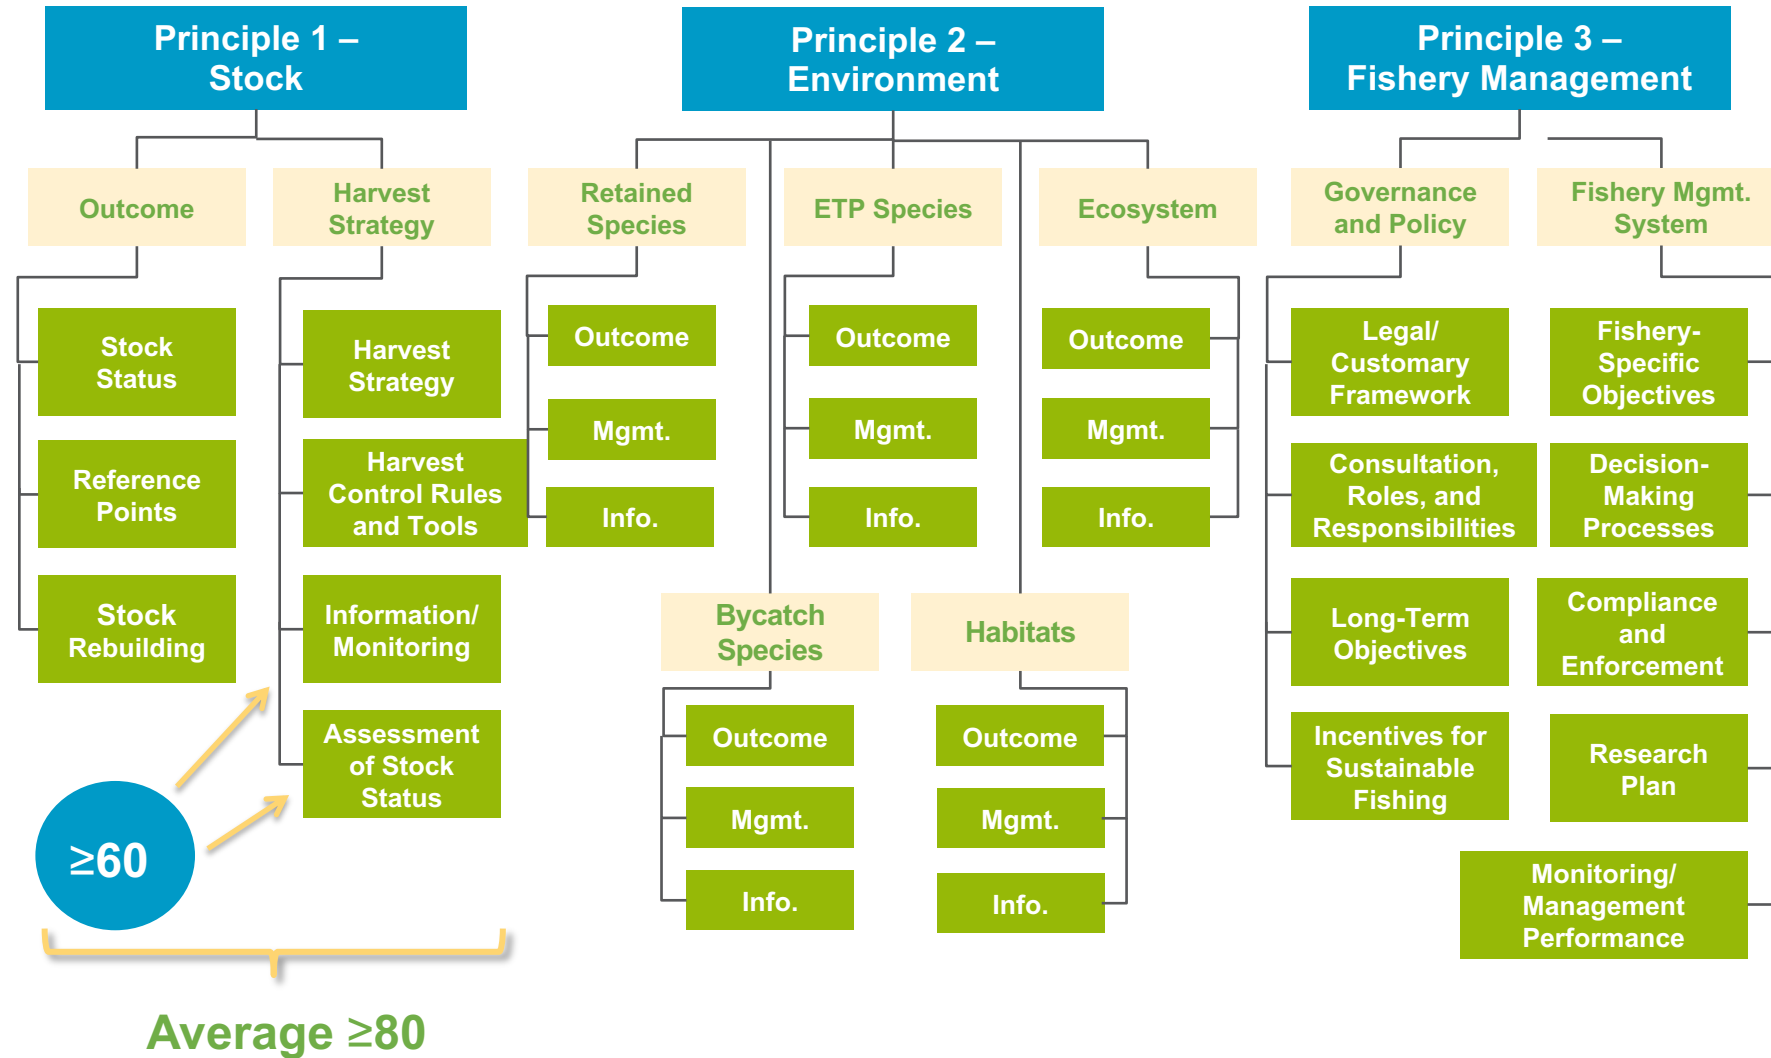 Principle 1 –
Stock
Principle 2 –
Environment
Principle 3 –
Fishery Management
Outcome
Harvest
Strategy
Retained
Species
ETP Species
Ecosystem
Governance
and Policy
Fishery Mgmt.
System
Stock
Status
Reference
Points
Stock
Rebuilding
Harvest
Strategy
Harvest
Control Rules
and Tools
Information/
Monitoring
Assessment
of Stock
Status
Outcome
Mgmt.
Info.
Outcome
Mgmt.
Info.
Outcome
Mgmt.
Info.
Bycatch
Species
Habitats
Outcome
Mgmt.
Info.
Outcome
Mgmt.
Info.
Legal/
Customary
Framework
Consultation,
Roles, and
Responsibilities
Long-Term
Objectives
Incentives for
Sustainable
Fishing
Fishery-
Specific
Objectives
Decision-
Making
Processes
Compliance
and
Enforcement
Research
Plan
Monitoring/
Management
Performance
≥60
Average ≥80